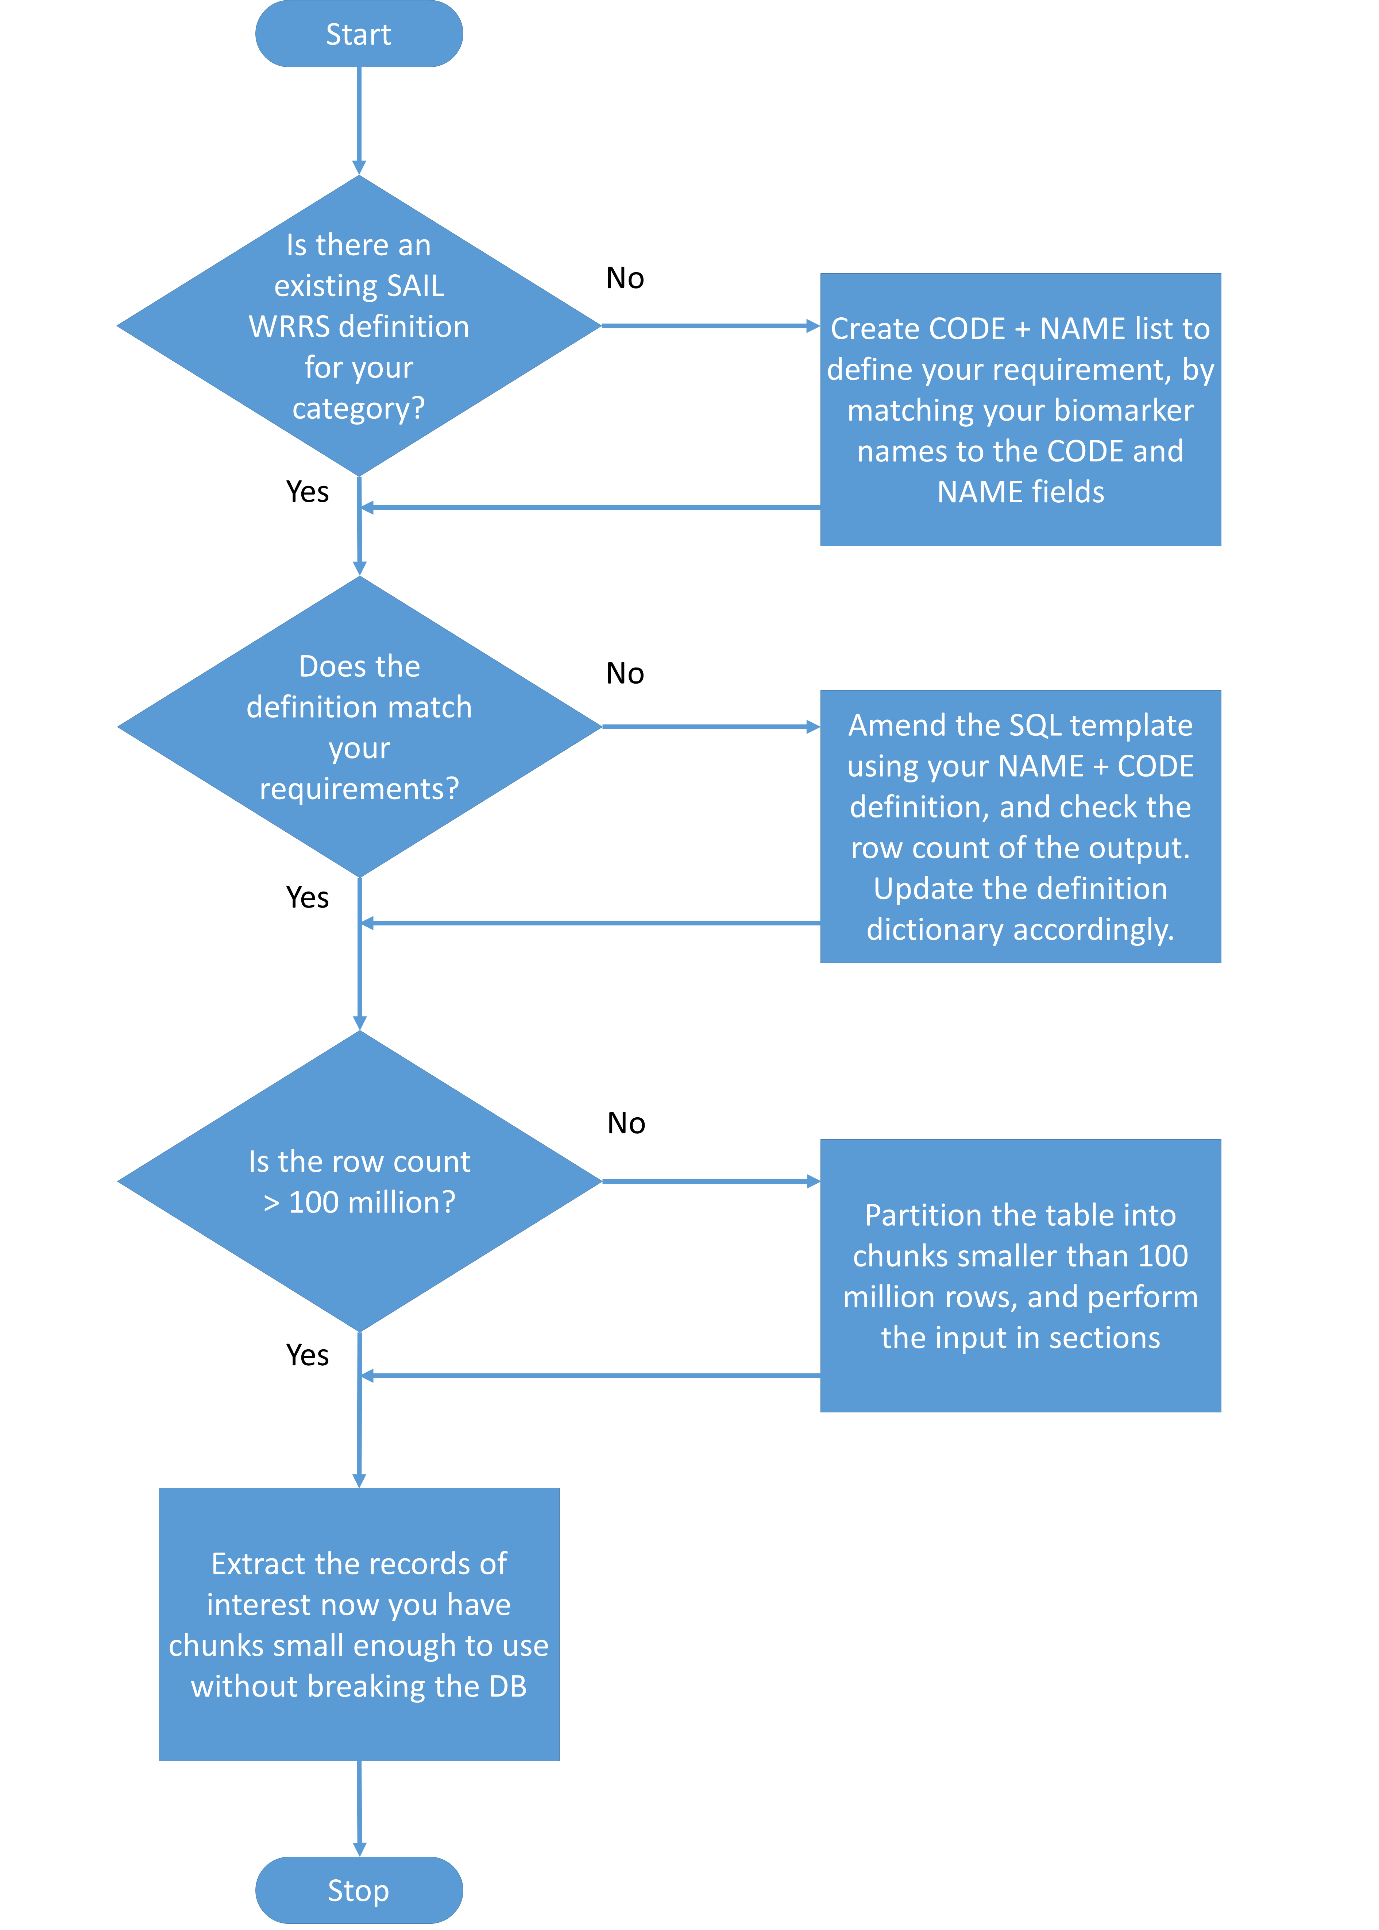 Start
Is there an
existing SAIL
WRRS definition
for your
category?
No
Create CODE + NAME list to
define your requirement, by
matching your biomarker
names to the CODE and
NAME fields
Yes
Does the
definition match
your
requirements?
No
Amend the SQL template
using your NAME + CODE
definition, and check the
row count of the output.
Update the definition
dictionary accordingly.
Yes
Is the row count
> 100 million?
No
Partition the table into
chunks smaller than 100
million rows, and perform
the input in sections
Yes
Extract the records of
interest now you have
chunks small enough to use
without breaking the DB
Stop